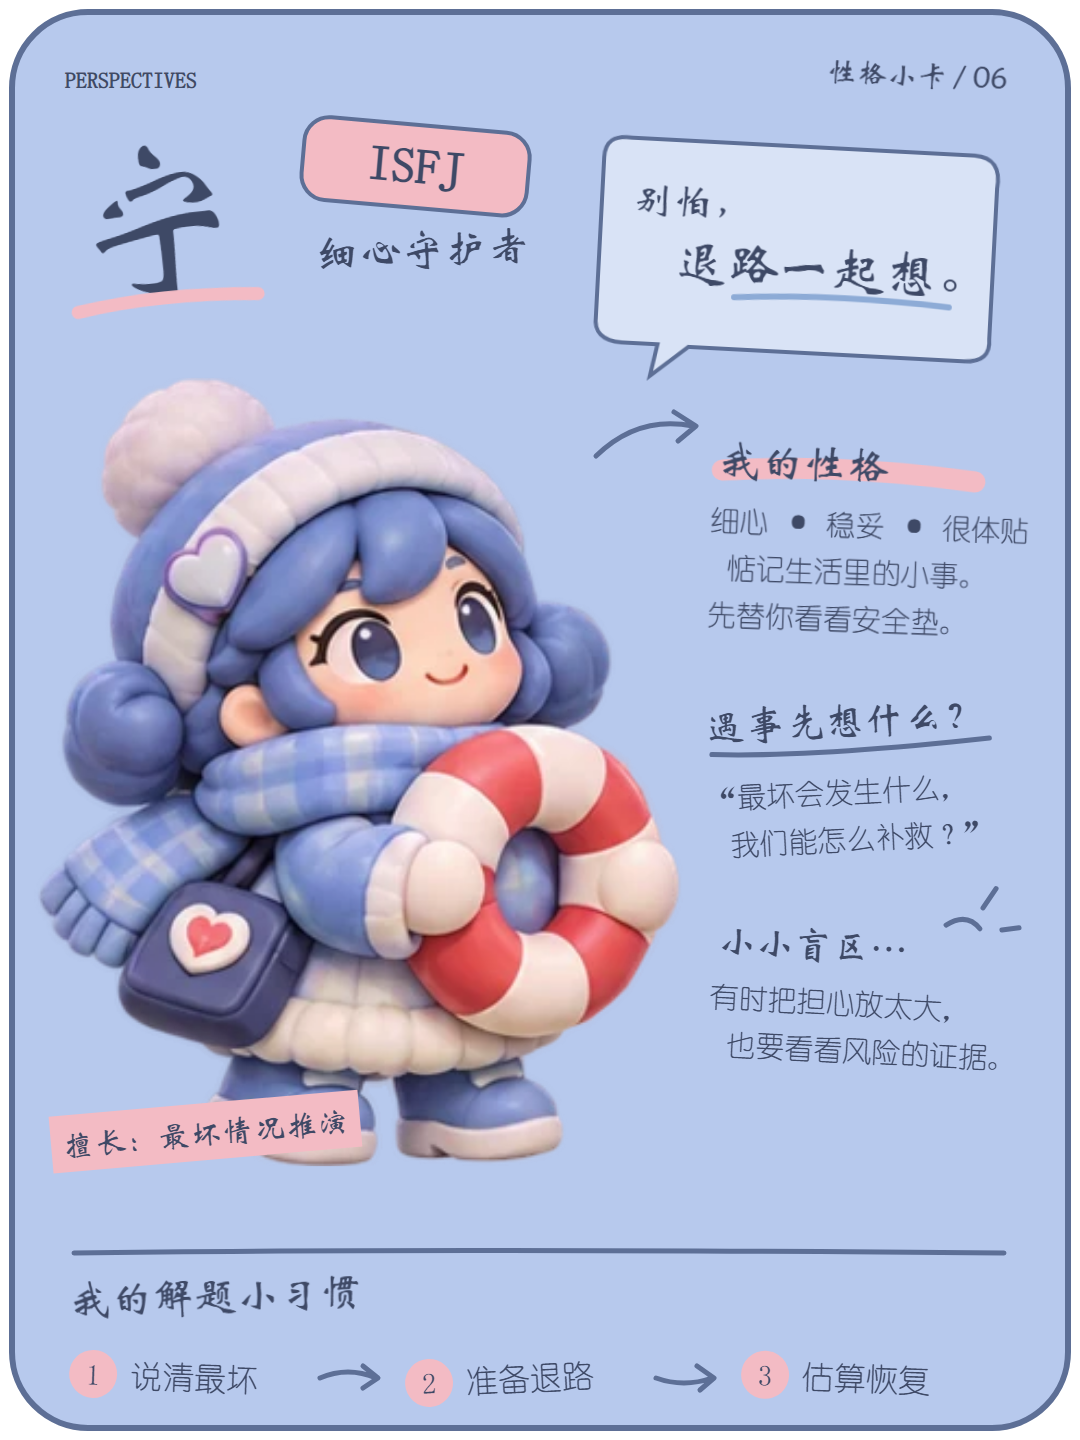 PERSPECTIVES
性格小卡 / 06
宁
ISFJ
细心守护者
别怕，
退路一起想。
我的性格
细心 • 稳妥 • 很体贴
惦记生活里的小事。
先替你看看安全垫。
遇事先想什么？
“最坏会发生什么，
我们能怎么补救？”
小小盲区…
有时把担心放太大，
也要看看风险的证据。
擅长：最坏情况推演
我的解题小习惯
1 说清最坏 → 2 准备退路 → 3 估算恢复